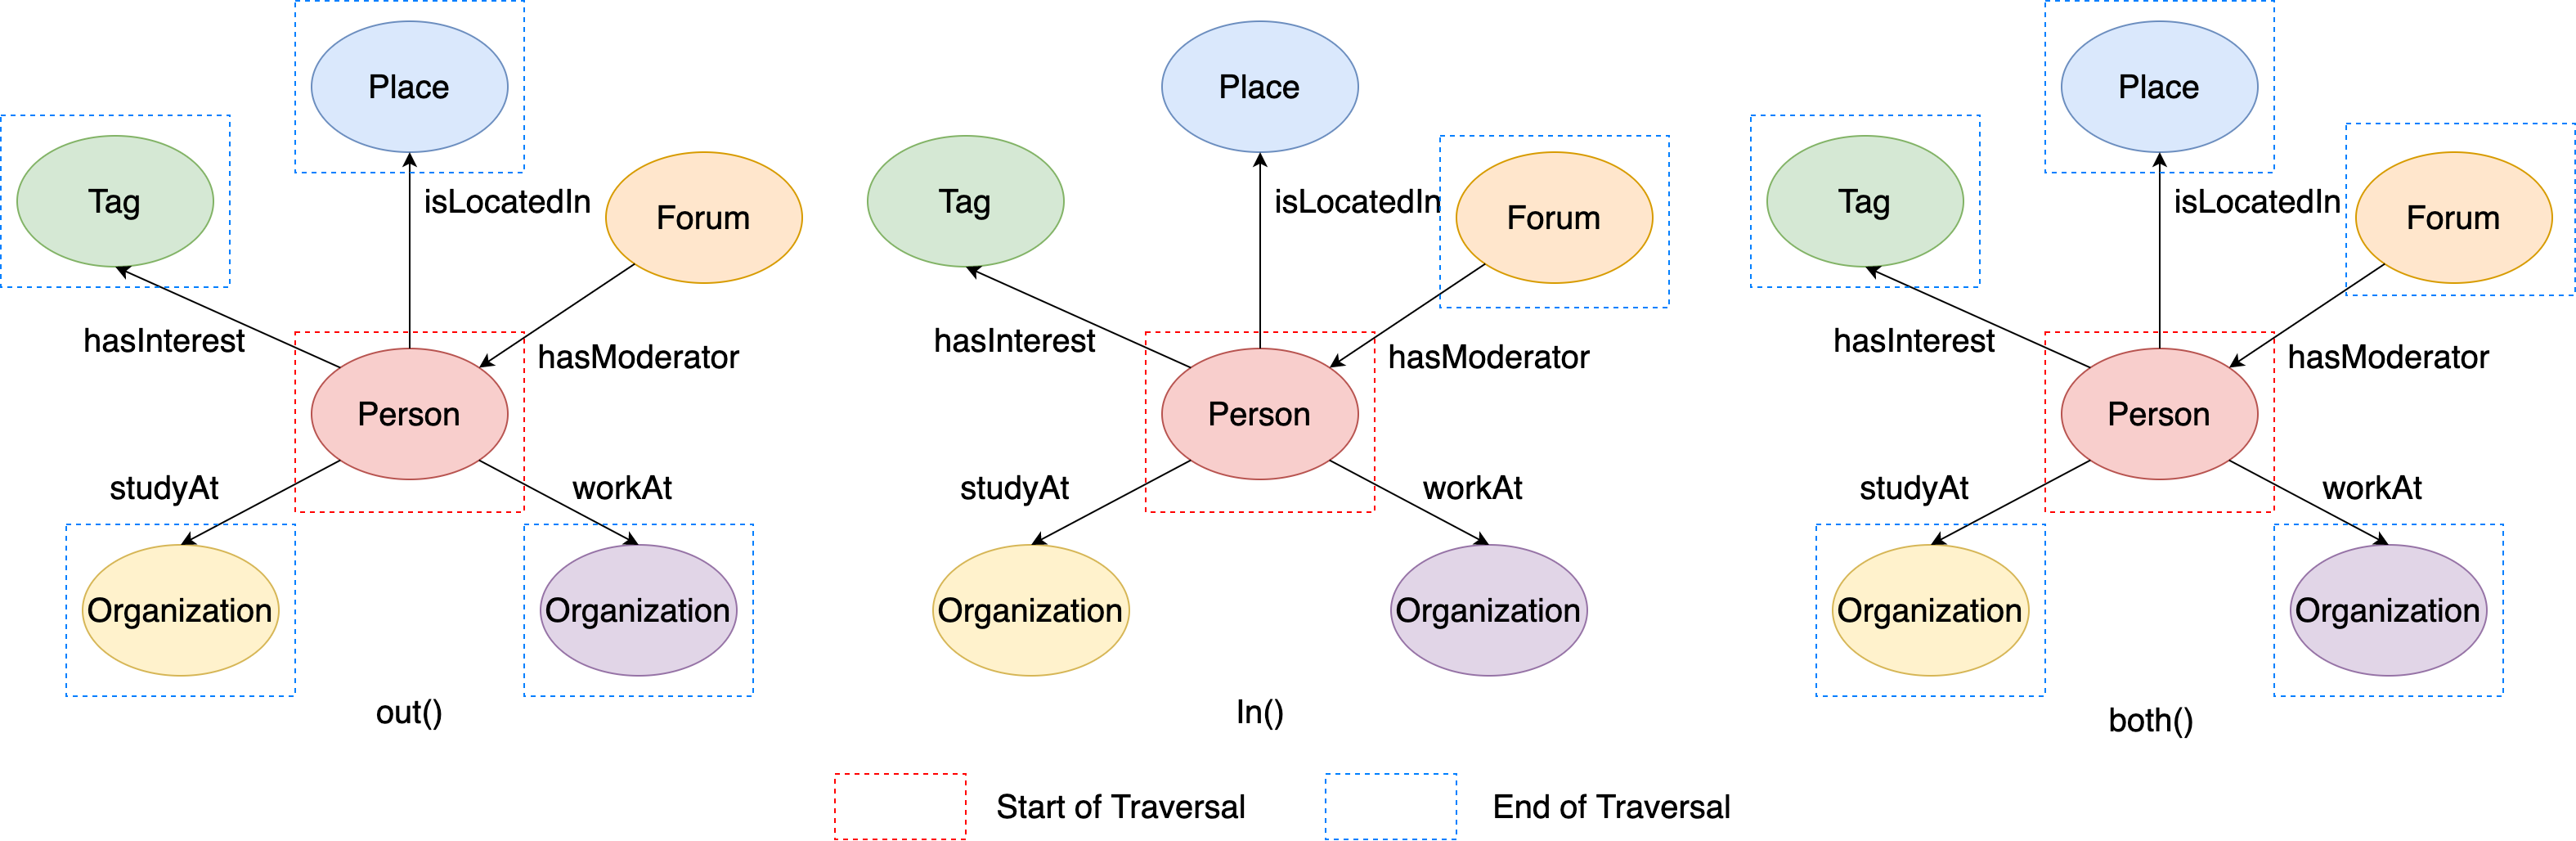 Place
Tag
isLocatedIn
Forum
hasInterest
hasModerator
Person
studyAt
workAt
Organization
Organization
out()
Place
Tag
isLocatedIn
Forum
hasInterest
hasModerator
Person
studyAt
workAt
Organization
Organization
In()
Place
Tag
isLocatedIn
Forum
hasInterest
hasModerator
Person
studyAt
workAt
Organization
Organization
both()
Start of Traversal
End of Traversal